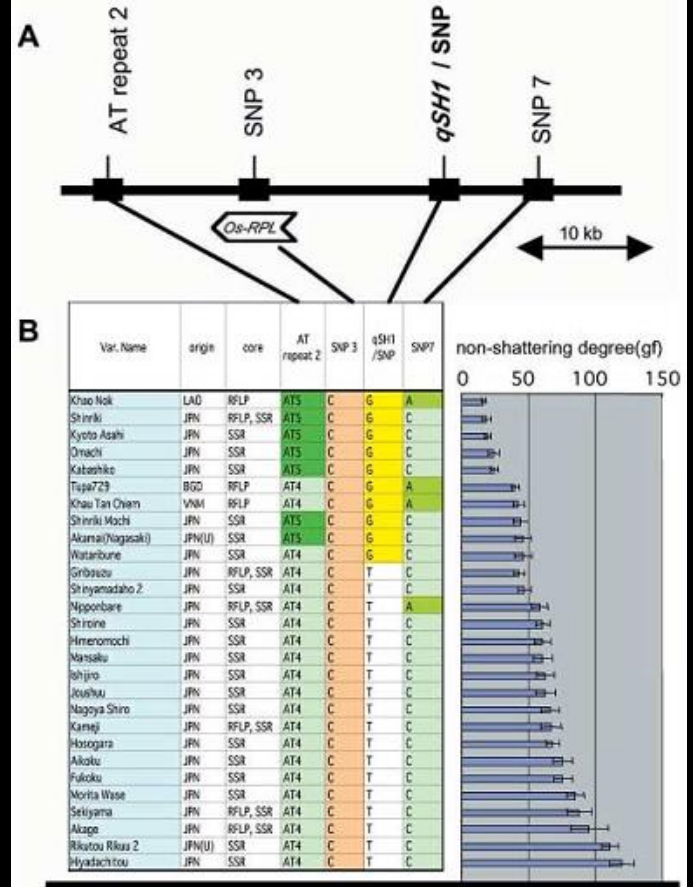 A
AT repeat 2
SNP 3
qSH1 / SNP
SNP 7
Os-RPL
10 kb
B
Var. Name origin core AT repeat 2 SNP 3 qSH1 /SNP SNP7
non-shattering degree(gf)
0 50 100 150
Khao Nok LAO RFLP AT5 C G A
Shinriki JPN RFLP, SSR AT5 C G C
Kyoto Asahi JPN SSR AT5 C G C
Omachi JPN SSR AT5 C G C
Kabashiko JPN SSR AT5 C G C
Tupa729 BGD RFLP AT4 C G A
Khau Tan Chiem VNM RFLP AT4 C G A
Shinriki Mochi JPN SSR AT5 C G C
Akamai(Nagasaki) JPN(U) SSR AT5 C G C
Wataribune JPN SSR AT4 C G C
Ginbouzu JPN RFLP, SSR AT4 C T C
Shinyamadaho 2 JPN SSR AT4 C T C
Nipponbare JPN RFLP, SSR AT4 C T A
Shiroine JPN SSR AT4 C T C
Himenomochi JPN SSR AT4 C T C
Mansaku JPN SSR AT4 C T C
Ishijiro JPN SSR AT4 C T C
Joushuu JPN SSR AT4 C T C
Nagoya Shiro JPN SSR AT4 C T C
Kameji JPN RFLP, SSR AT4 C T C
Hosogara JPN SSR AT4 C T C
Aikoku JPN SSR AT4 C T C
Fukoku JPN SSR AT4 C T C
Morita Wase JPN SSR AT4 C T C
Sekiyama JPN RFLP, SSR AT4 C T C
Akage JPN RFLP, SSR AT4 C T C
Rikutou Rikuu 2 JPN(U) SSR AT4 C T C
Hiyadachitou JPN SSR AT4 C T C